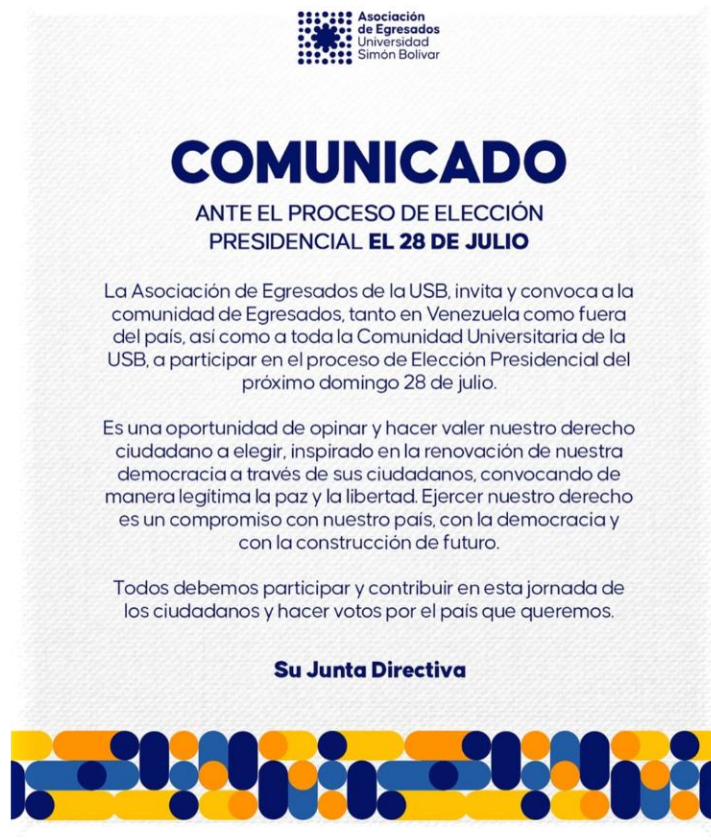 Asociación
de Egresados
Universidad
Simón Bolívar
COMUNICADO
ANTE EL PROCESO DE ELECCIÓN
PRESIDENCIAL EL 28 DE JULIO
La Asociación de Egresados de la USB, invita y convoca a la
comunidad de Egresados, tanto en Venezuela como fuera
del país, así como a toda la Comunidad Universitaria de la
USB, a participar en el proceso de Elección Presidencial del
próximo domingo 28 de julio.
Es una oportunidad de opinar y hacer valer nuestro derecho
ciudadano a elegir, inspirado en la renovación de nuestra
democracia a través de sus ciudadanos, convocando de
manera legítima la paz y la libertad. Ejercer nuestro derecho
es un compromiso con nuestro país, con la democracia y
con la construcción de futuro.
Todos debemos participar y contribuir en esta jornada de
los ciudadanos y hacer votos por el país que queremos.
Su Junta Directiva